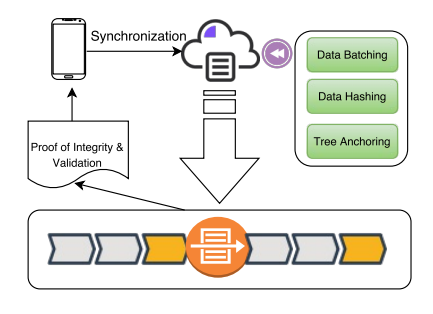 Synchronization
Data Batching
Data Hashing
Tree Anchoring
Proof of Integrity &
Validation